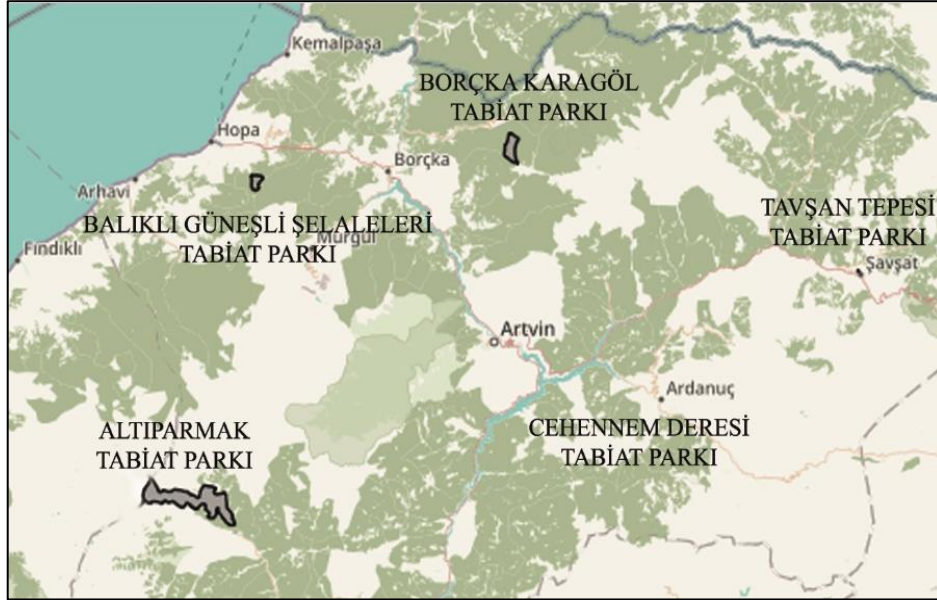 Kemalpaşa
BORÇKA KARAGÖL
TABİAT PARKI
Hopa
Borçka
Arhavi
BALIKLI GÜNEŞLİ ŞELALELERİ
TABİAT PARKI
Murgul
Fındıklı
TAVŞAN TEPESİ
TABİAT PARKI
Şavşat
Artvin
Ardanuç
ALTIPARMAK
TABİAT PARKI
CEHENNEM DERESİ
TABİAT PARKI